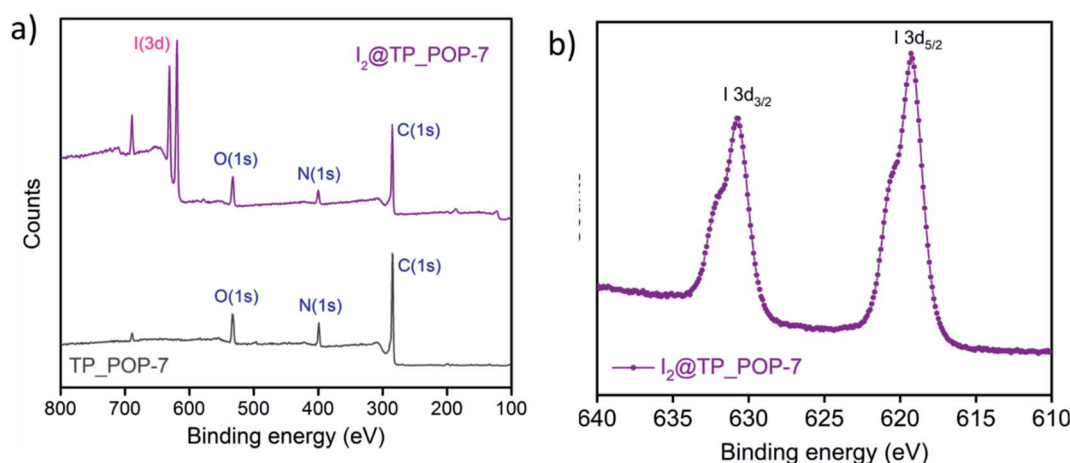 a)
I(3d)
I₂@TP_POP-7
C(1s)
O(1s)
N(1s)
Counts
C(1s)
O(1s)
N(1s)
TP_POP-7
800 700 600 500 400 300 200 100
Binding energy (eV)
b)
I 3d₅/₂
I 3d₃/₂
I₂@TP_POP-7
640 635 630 625 620 615 610
Binding energy (eV)